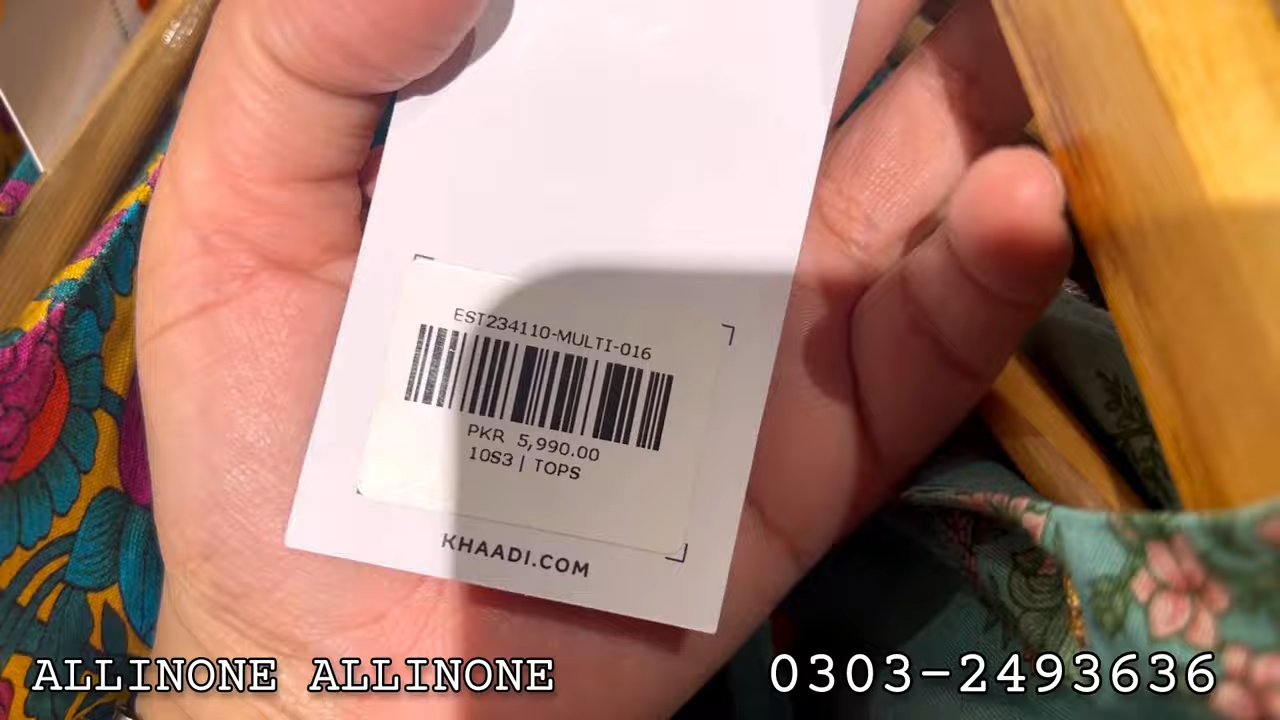 EST234110-MULTI-016
PKR 5,990.00
10S3 | TOPS
KHAADI.COM
ALLINONE ALLINONE
0303-2493636